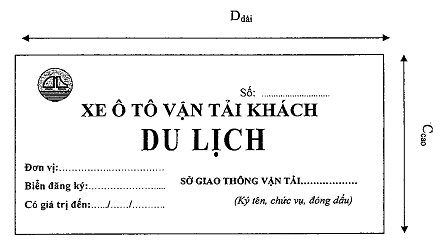 D dài
Số: ..........................
XE Ô TÔ VẬN TẢI KHÁCH
DU LỊCH
Đơn vị:..................................
Biển đăng ký:.........................
SỞ GIAO THÔNG VẬN TẢI..................
Có giá trị đến:...../...../...........
(Ký tên, chức vụ, đóng dấu)
C cao